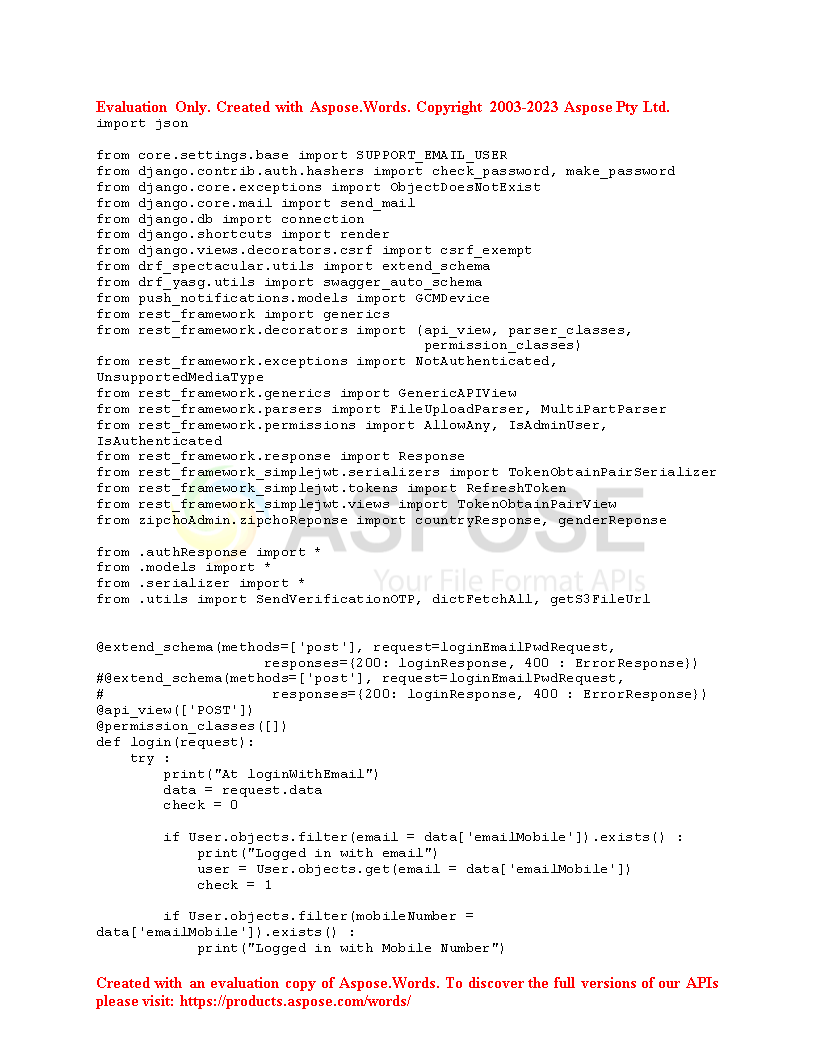 Evaluation Only. Created with Aspose.Words. Copyright 2003-2023 Aspose Pty Ltd.
import json

from core.settings.base import SUPPORT_EMAIL_USER
from django.contrib.auth.hashers import check_password, make_password
from django.core.exceptions import ObjectDoesNotExist
from django.core.mail import send_mail
from django.db import connection
from django.shortcuts import render
from django.views.decorators.csrf import csrf_exempt
from drf_spectacular.utils import extend_schema
from drf_yasg.utils import swagger_auto_schema
from push_notifications.models import GCMDevice
from rest_framework import generics
from rest_framework.decorators import (api_view, parser_classes,
                                       permission_classes)
from rest_framework.exceptions import NotAuthenticated,
UnsupportedMediaType
from rest_framework.generics import GenericAPIView
from rest_framework.parsers import FileUploadParser, MultiPartParser
from rest_framework.permissions import AllowAny, IsAdminUser,
IsAuthenticated
from rest_framework.response import Response
from rest_framework_simplejwt.serializers import TokenObtainPairSerializer
from rest_framework_simplejwt.tokens import RefreshToken
from rest_framework_simplejwt.views import TokenObtainPairView
from zipchoAdmin.zipchoReponse import countryResponse, genderReponse
ASPOSE
Your File Format APIs

from .authResponse import *
from .models import *
from .serializer import *
from .utils import SendVerificationOTP, dictFetchAll, getS3FileUrl


@extend_schema(methods=['post'], request=loginEmailPwdRequest,
                    responses={200: loginResponse, 400 : ErrorResponse})
#@extend_schema(methods=['post'], request=loginEmailPwdRequest,
#                    responses={200: loginResponse, 400 : ErrorResponse})
@api_view(['POST'])
@permission_classes([])
def login(request):
    try :
        print("At loginWithEmail")
        data = request.data
        check = 0

        if User.objects.filter(email = data['emailMobile']).exists() :
            print("Logged in with email")
            user = User.objects.get(email = data['emailMobile'])
            check = 1

        if User.objects.filter(mobileNumber =
data['emailMobile']).exists() :
            print("Logged in with Mobile Number")

Created with an evaluation copy of Aspose.Words. To discover the full versions of our APIs
please visit: https://products.aspose.com/words/